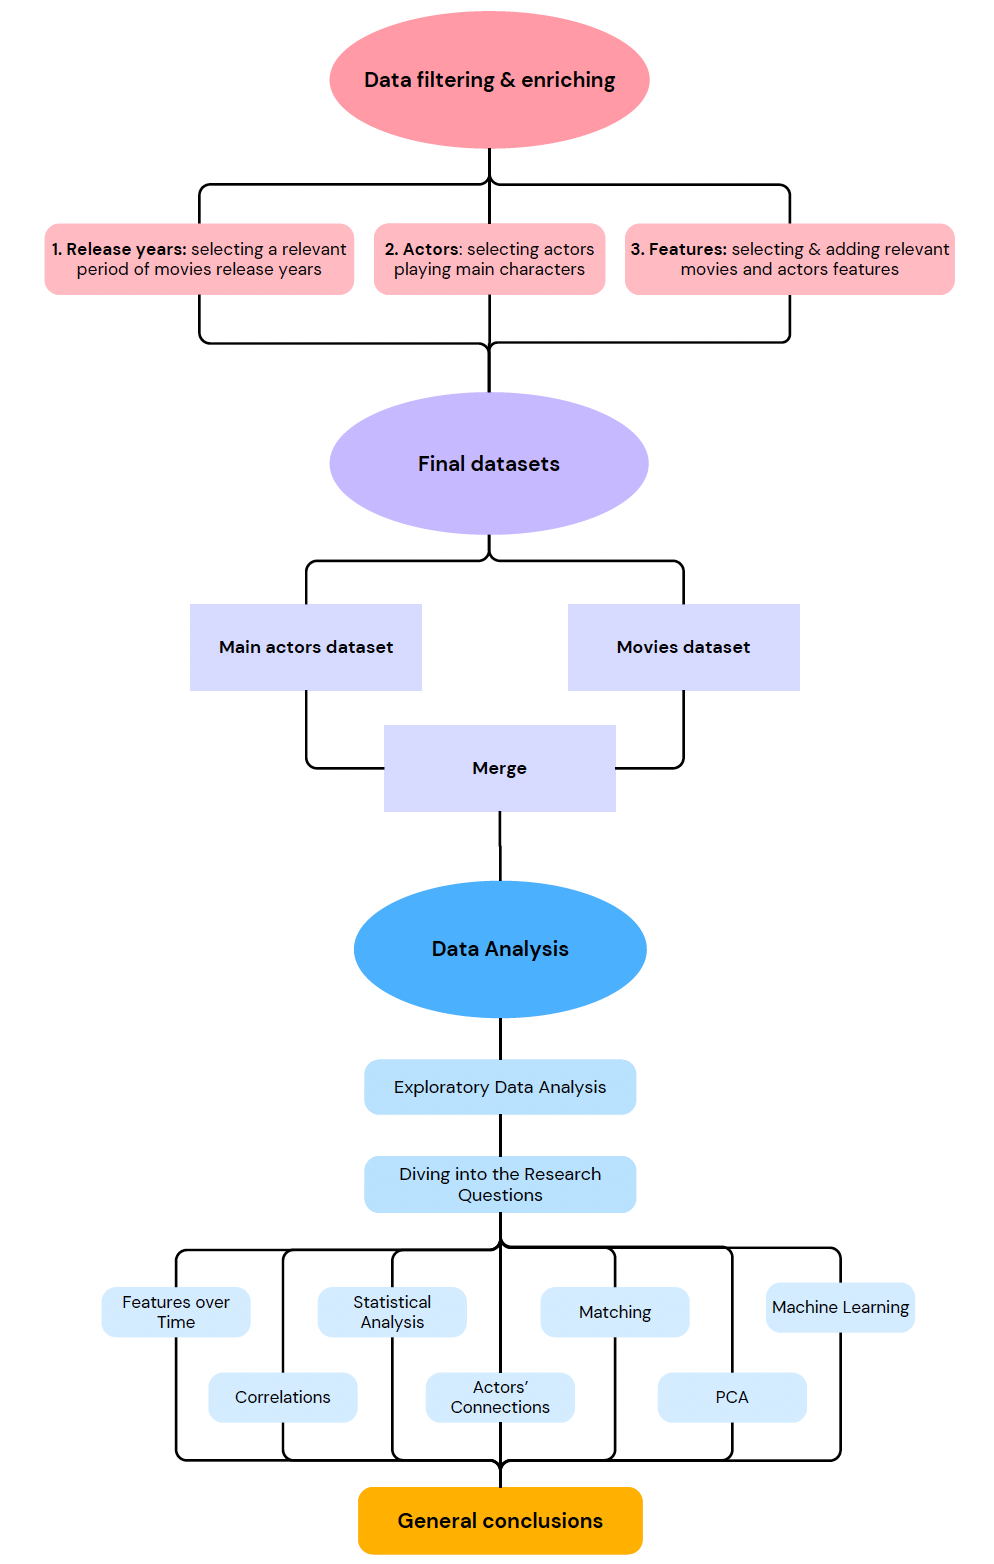 Data filtering & enriching
1. Release years: selecting a relevant
period of movies release years
2. Actors: selecting actors
playing main characters
3. Features: selecting & adding relevant
movies and actors features
Final datasets
Main actors dataset
Movies dataset
Merge
Data Analysis
Exploratory Data Analysis
Diving into the Research
Questions
Features over
Time
Statistical
Analysis
Matching
Machine Learning
Correlations
Actors’
Connections
PCA
General conclusions